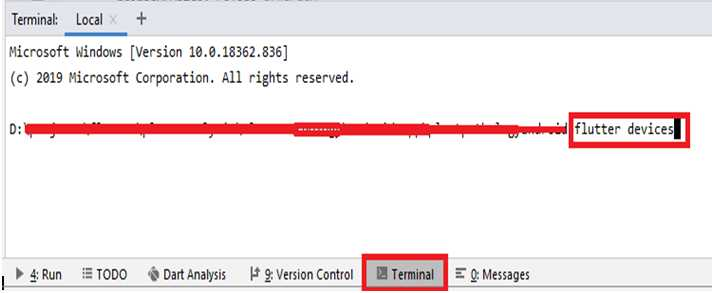 Terminal: Local × +
Microsoft Windows [Version 10.0.18362.836]
(c) 2019 Microsoft Corporation. All rights reserved.
D:\ flutter devices
4: Run TODO Dart Analysis 9: Version Control Terminal 0: Messages